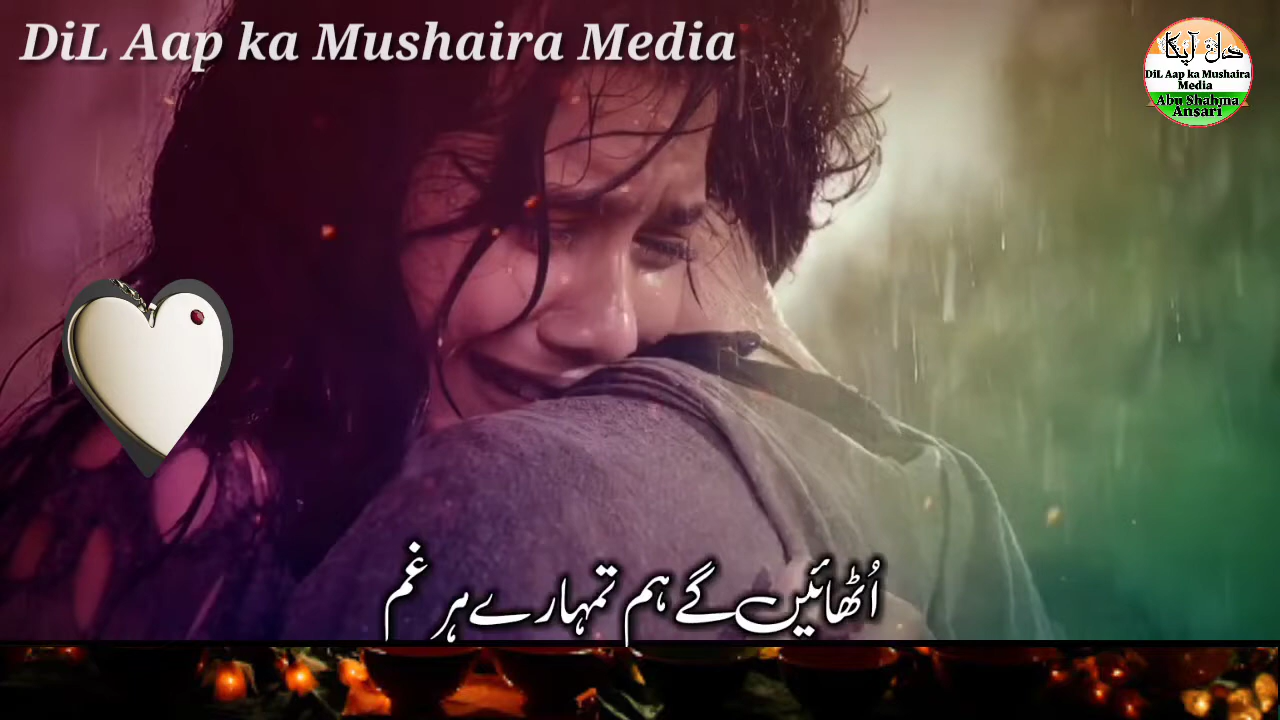 DiL Aap ka Mushaira Media
دل آپکا
DiL Aap ka Mushaira
Media
Abu Shahma
Ansari
اُٹھائیں گے ہم تمہارے ہر غم